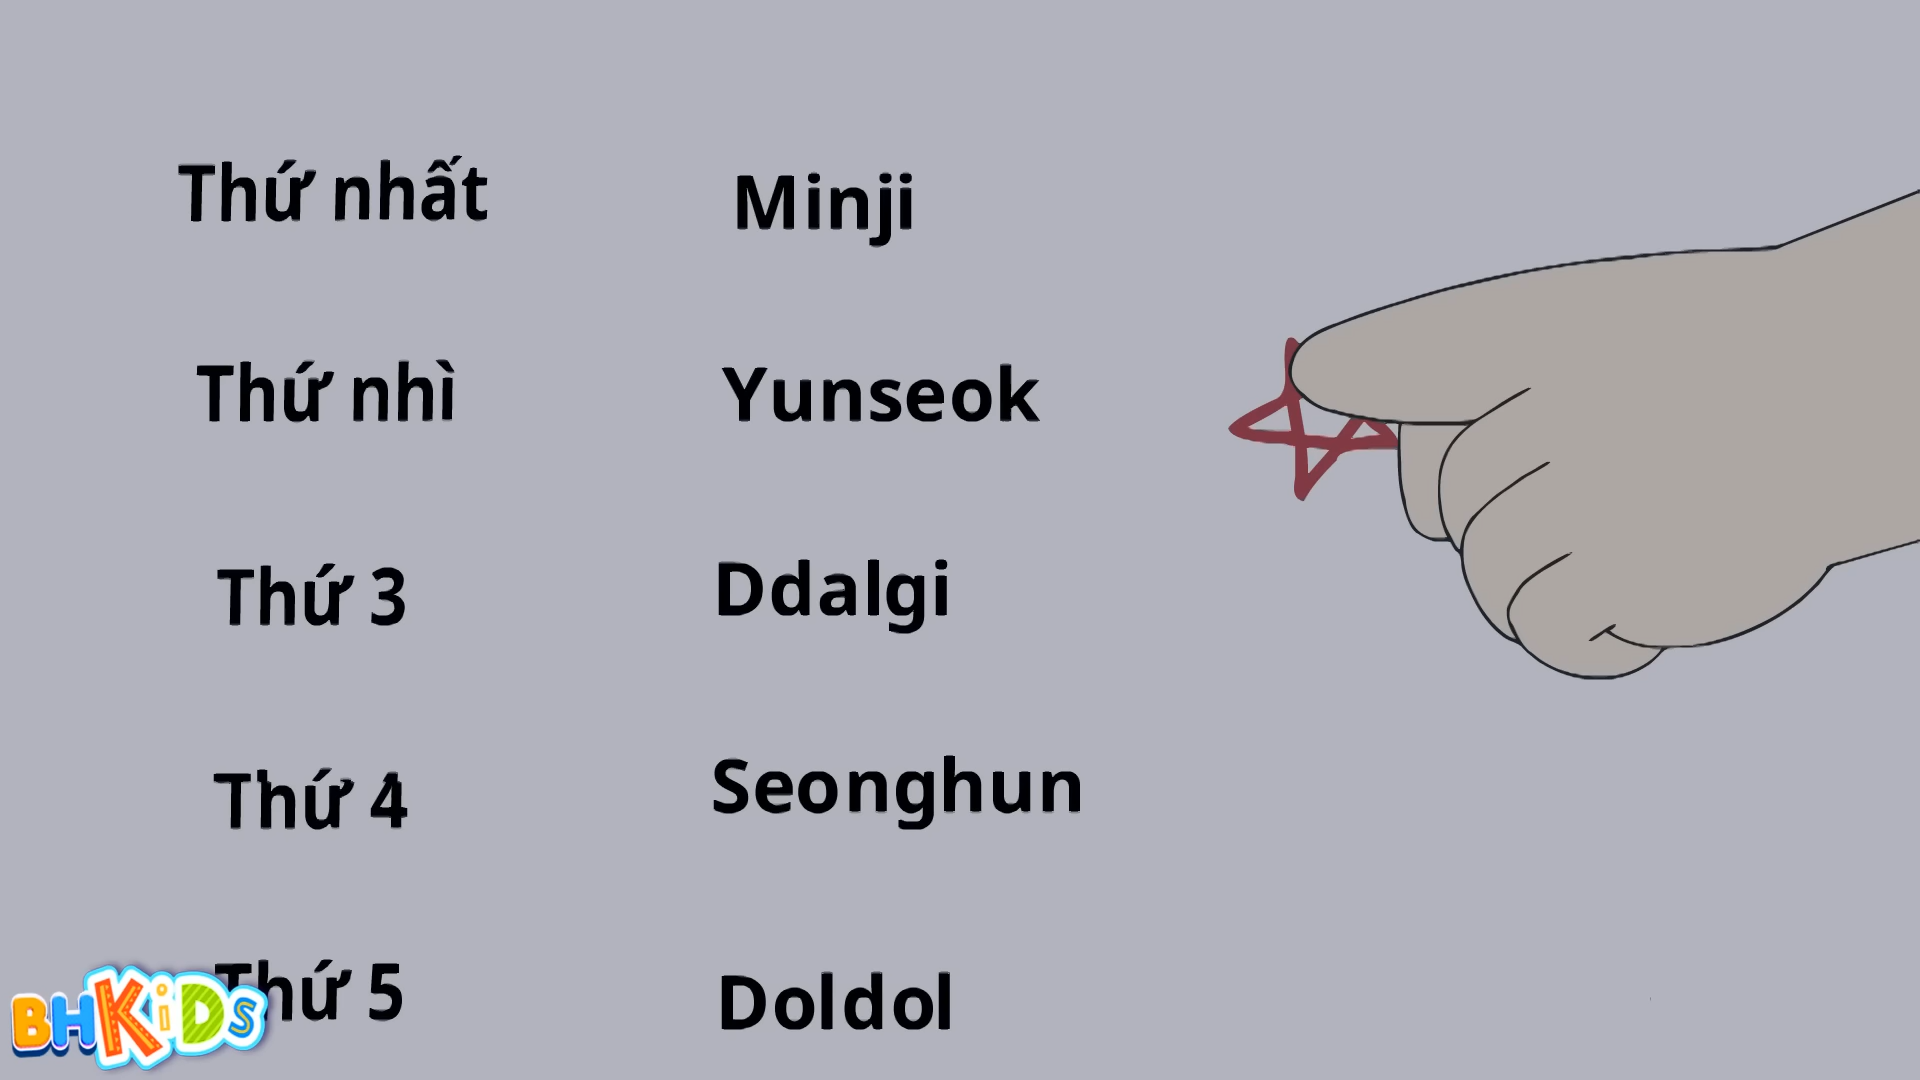 Thứ nhất Minji
Thứ nhì Yunseok
Thứ 3 Ddalgi
Thứ 4 Seonghun
Thứ 5 Doldol
BHKiDS